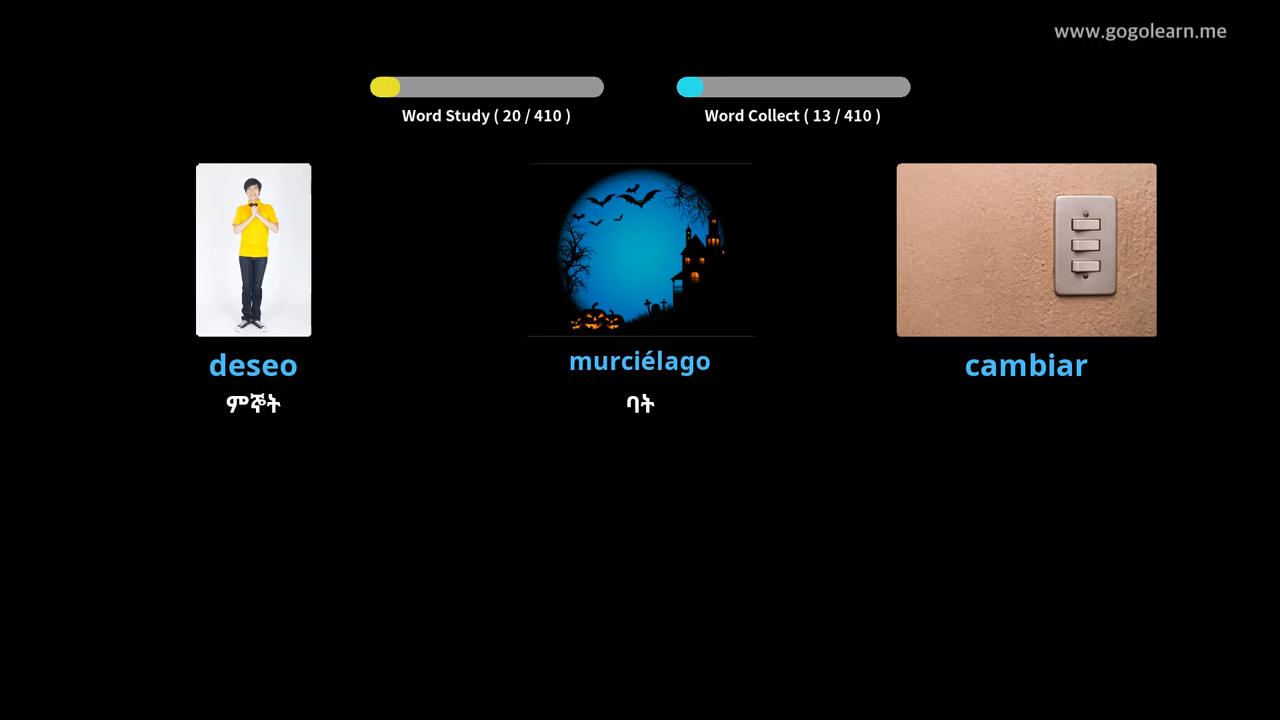 www.gogolearn.me
Word Study ( 20 / 410 )
Word Collect ( 13 / 410 )
deseo
murciélago
cambiar
ምኞት
ባት